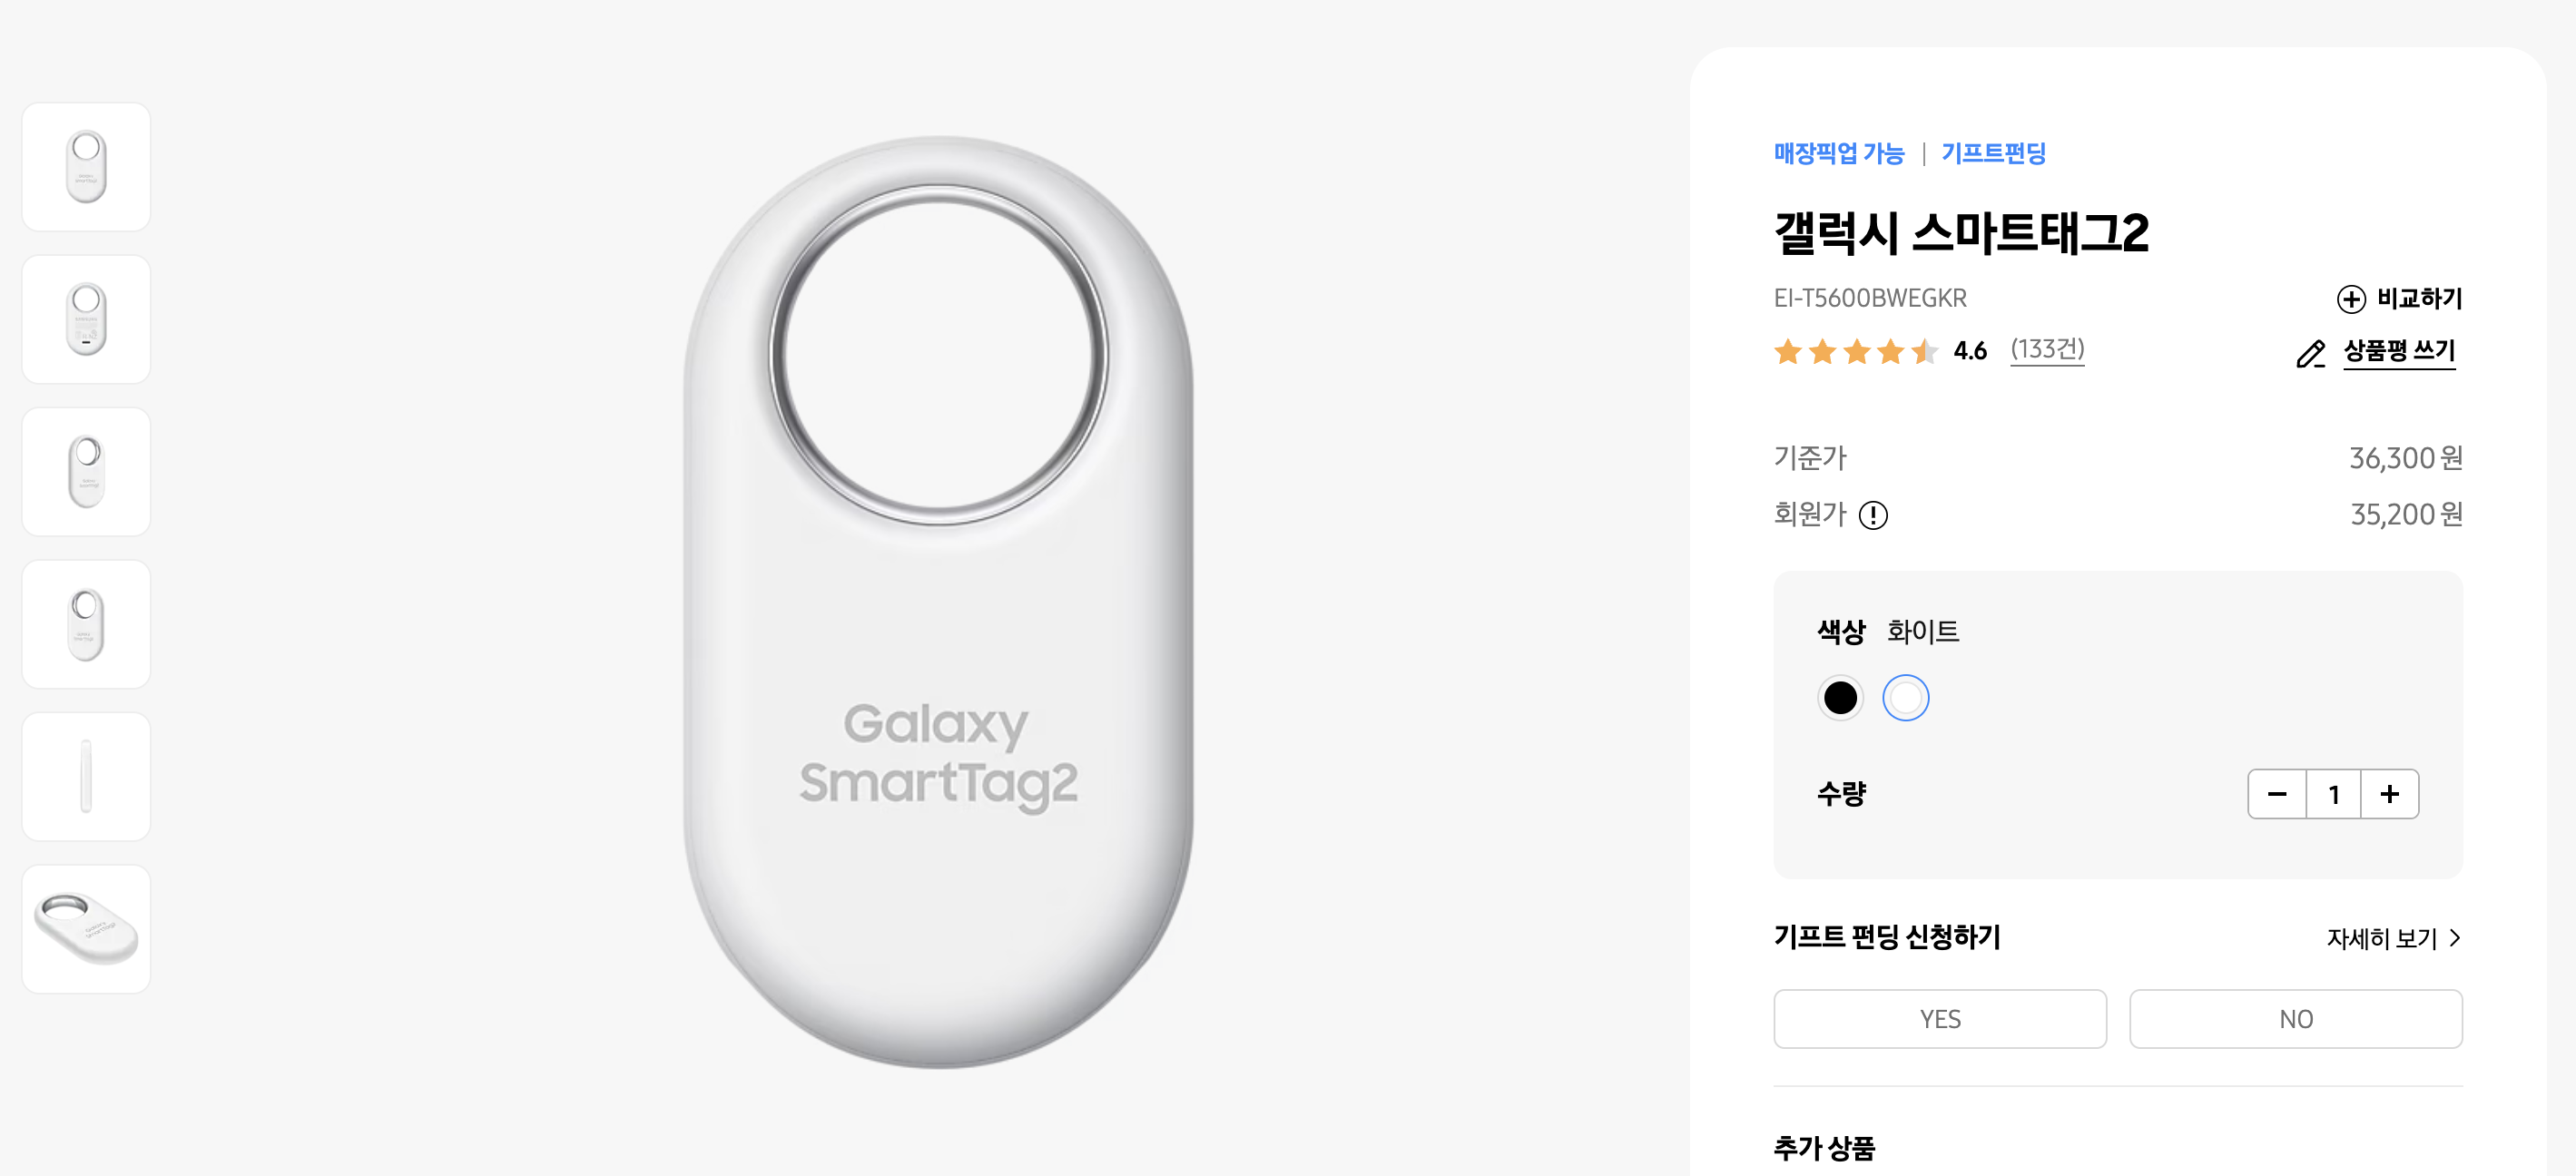 Galaxy
SmartTag2
매장픽업 가능 | 기프트펀딩
갤럭시 스마트태그2
EI-T5600BWEGKR
비교하기
4.6 (133건)
상품평 쓰기
기준가 36,300 원
회원가 35,200 원
색상 화이트
수량 1
기프트 펀딩 신청하기
자세히 보기
YES
NO
추가 상품